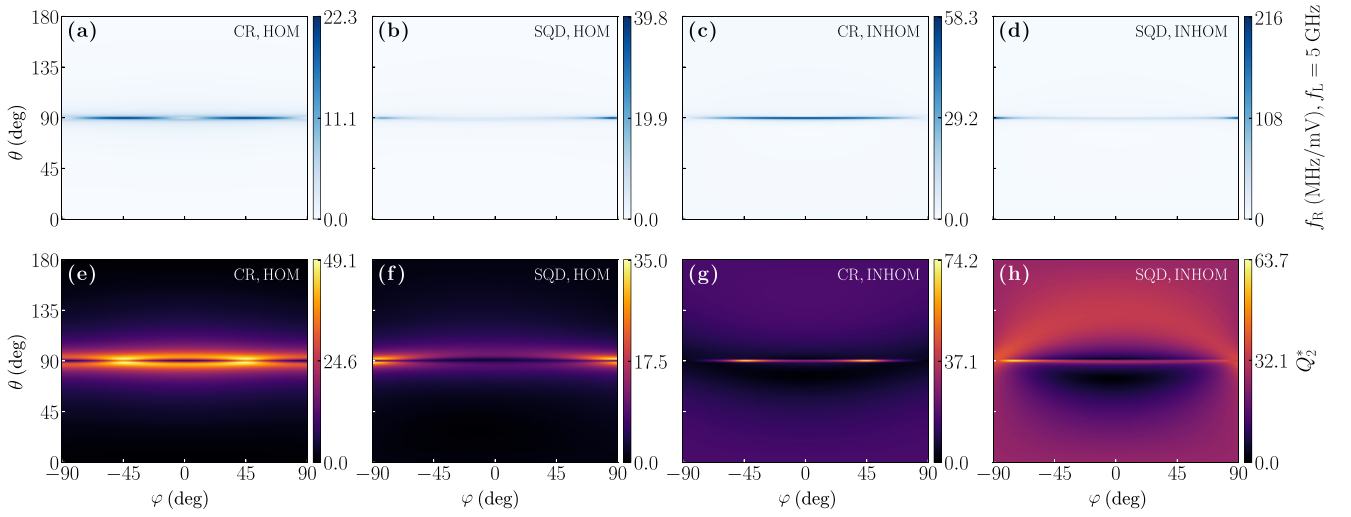 (a) CR, HOM
(b) SQD, HOM
(c) CR, INHOM
(d) SQD, INHOM
180
135
90
45
0
θ (deg)
22.3
11.1
0.0
39.8
19.9
0.0
58.3
29.2
0.0
216
108
0
f_R (MHz/mV), f_L = 5 GHz
(e) CR, HOM
(f) SQD, HOM
(g) CR, INHOM
(h) SQD, INHOM
180
135
90
45
0
θ (deg)
49.1
24.6
0.0
35.0
17.5
0.0
74.2
37.1
0.0
63.7
32.1
0.0
Q_2^*
−90 −45 0 45 90
−90 −45 0 45 90
−90 −45 0 45 90
−90 −45 0 45 90
φ (deg)
φ (deg)
φ (deg)
φ (deg)